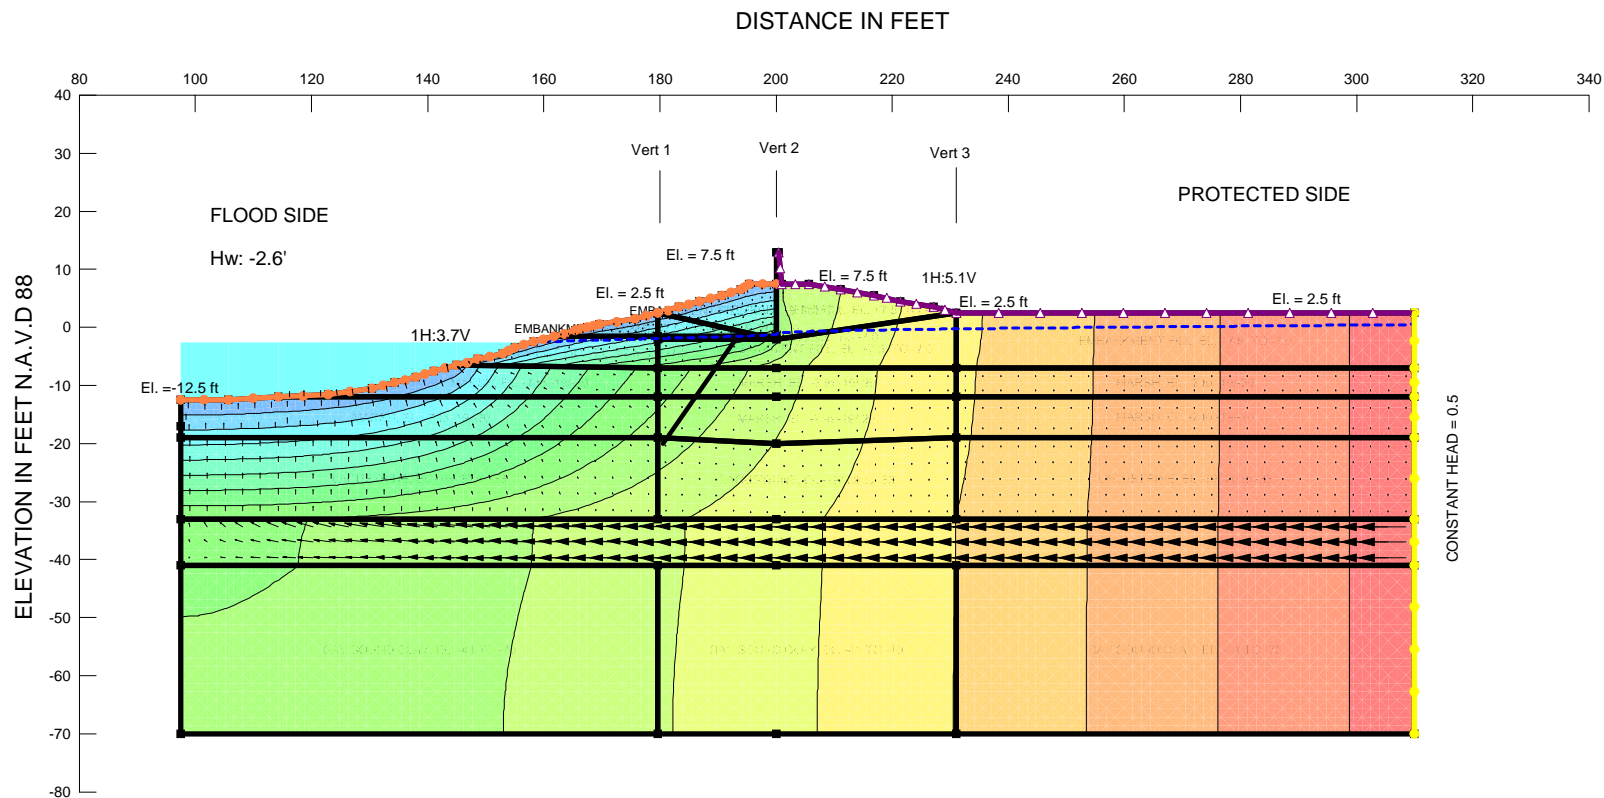 DISTANCE IN FEET
80 100 120 140 160 180 200 220 240 260 280 300 320 340
40
30
20
10
0
-10
-20
-30
-40
-50
-60
-70
-80
ELEVATION IN FEET N.A.V.D 88
Vert 1
Vert 2
Vert 3
FLOOD SIDE
PROTECTED SIDE
Hw: -2.6'
El. = 7.5 ft
El. = 7.5 ft
1H:5.1V
El. = 2.5 ft
El. = 2.5 ft
El. = 2.5 ft
1H:3.7V
El. =-12.5 ft
CONSTANT HEAD = 0.5